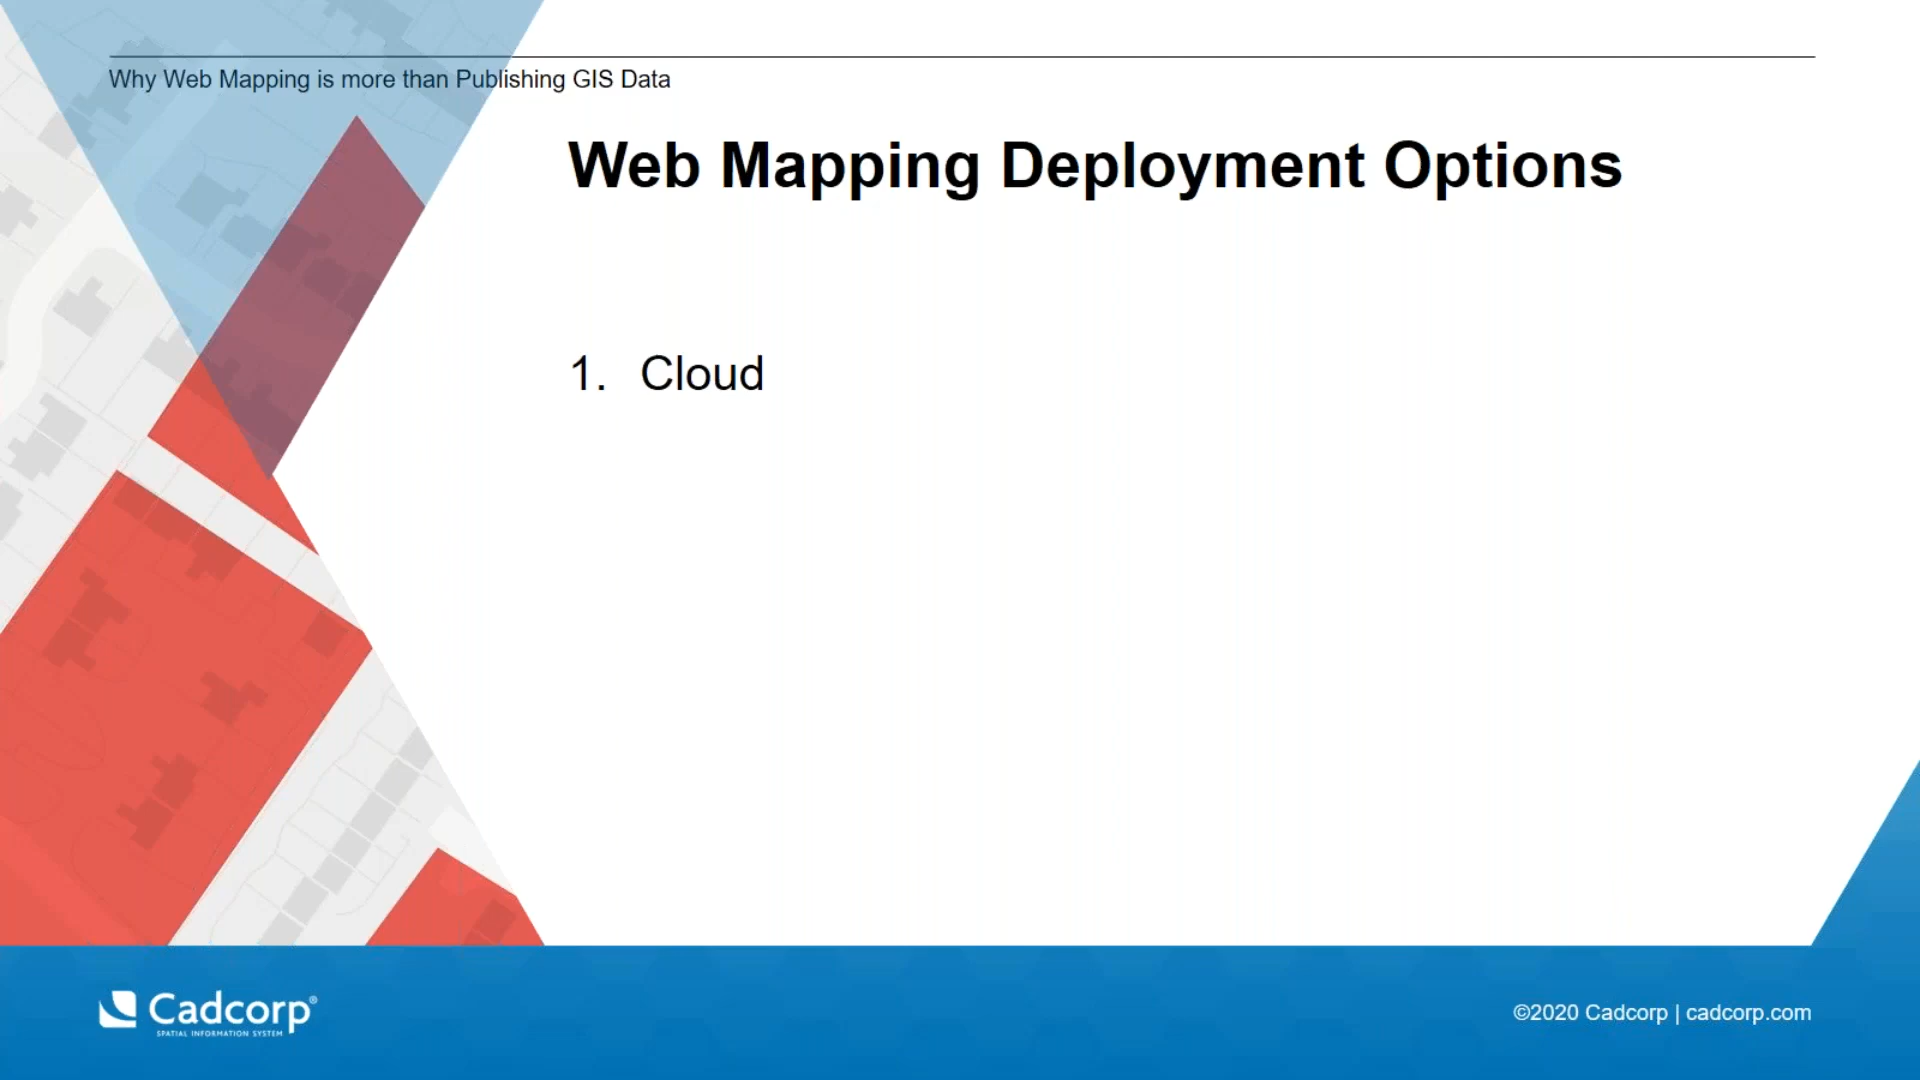 Why Web Mapping is more than Publishing GIS Data
Web Mapping Deployment Options
1. Cloud
Cadcorp®
SPATIAL INFORMATION SYSTEM
©2020 Cadcorp | cadcorp.com